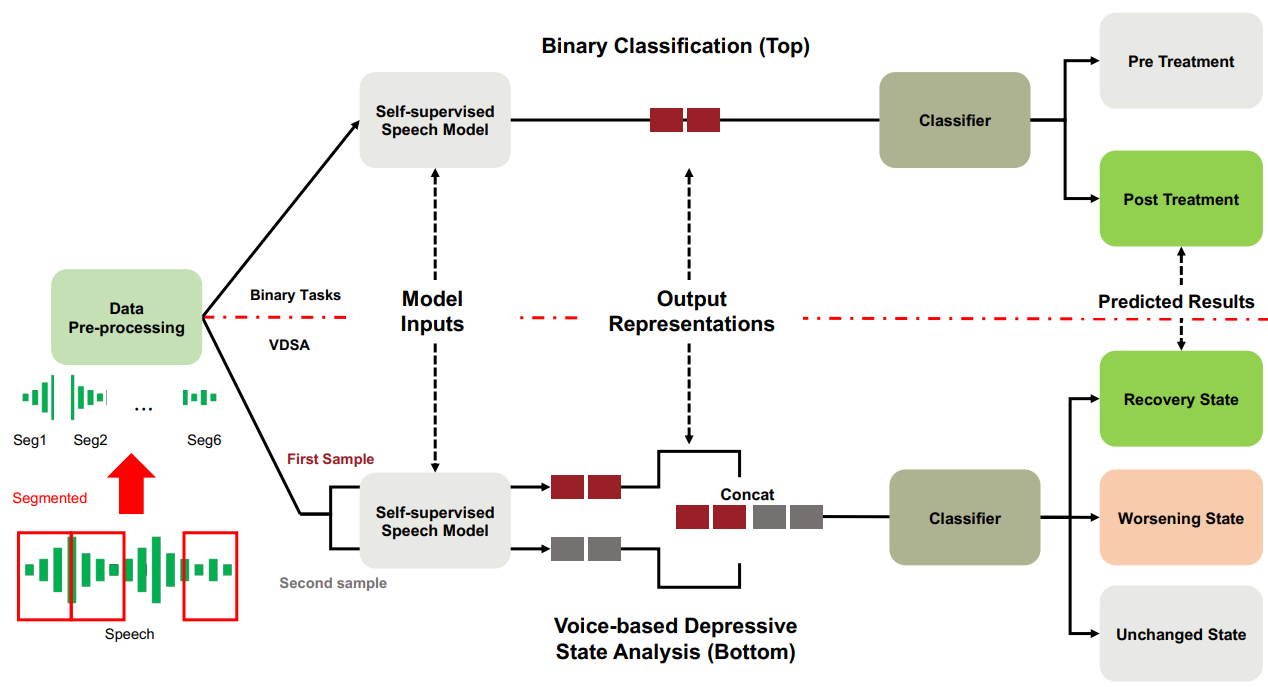 Binary Classification (Top)
Self-supervised
Speech Model
Classifier
Pre Treatment
Post Treatment
Data
Pre-processing
Binary Tasks
VDSA
Model
Inputs
Output
Representations
Predicted Results
Seg1
Seg2
...
Seg6
Segmented
Speech
First Sample
Second sample
Self-supervised
Speech Model
Concat
Classifier
Recovery State
Worsening State
Unchanged State
Voice-based Depressive
State Analysis (Bottom)